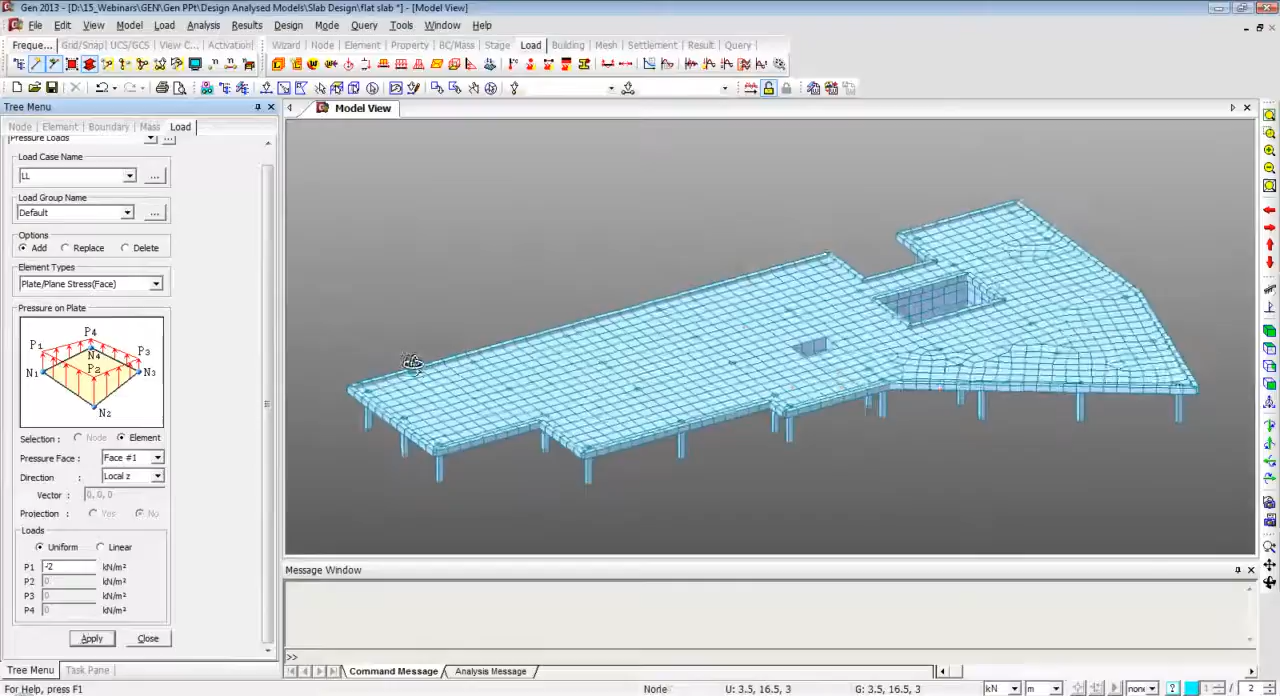 Gen 2013 - [D:\15_Webinars\GEN\Gen PPt\Design Analysed Models\Slab Design\flat slab *] - [Model View]
File Edit View Model Load Analysis Results Design Mode Query Tools Window Help
Freque... Grid/Snap UCS/GCS View C... Activation Wizard Node Element Property BC/Mass Stage Load Building Mesh Settlement Result Query
Tree Menu
Model View
Node Element Boundary Mass Load
Pressure Loads
Load Case Name
LL
Load Group Name
Default
Options
Add Replace Delete
Element Types
Plate/Plane Stress(Face)
Pressure on Plate
P4
P1
P3
N4
P2
N1
N3
N2
Selection : Node Element
Pressure Face : Face #1
Direction : Local z
Vector : 0, 0, 0
Projection : Yes No
Loads
Uniform Linear
P1 -2 kN/m²
P2 0 kN/m²
P3 0 kN/m²
P4 0 kN/m²
Apply Close
Message Window
>>
Tree Menu Task Pane
Command Message Analysis Message
For Help, press F1
Node U: 3.5, 16.5, 3 G: 3.5, 16.5, 3 kN m none ? 1 / 2